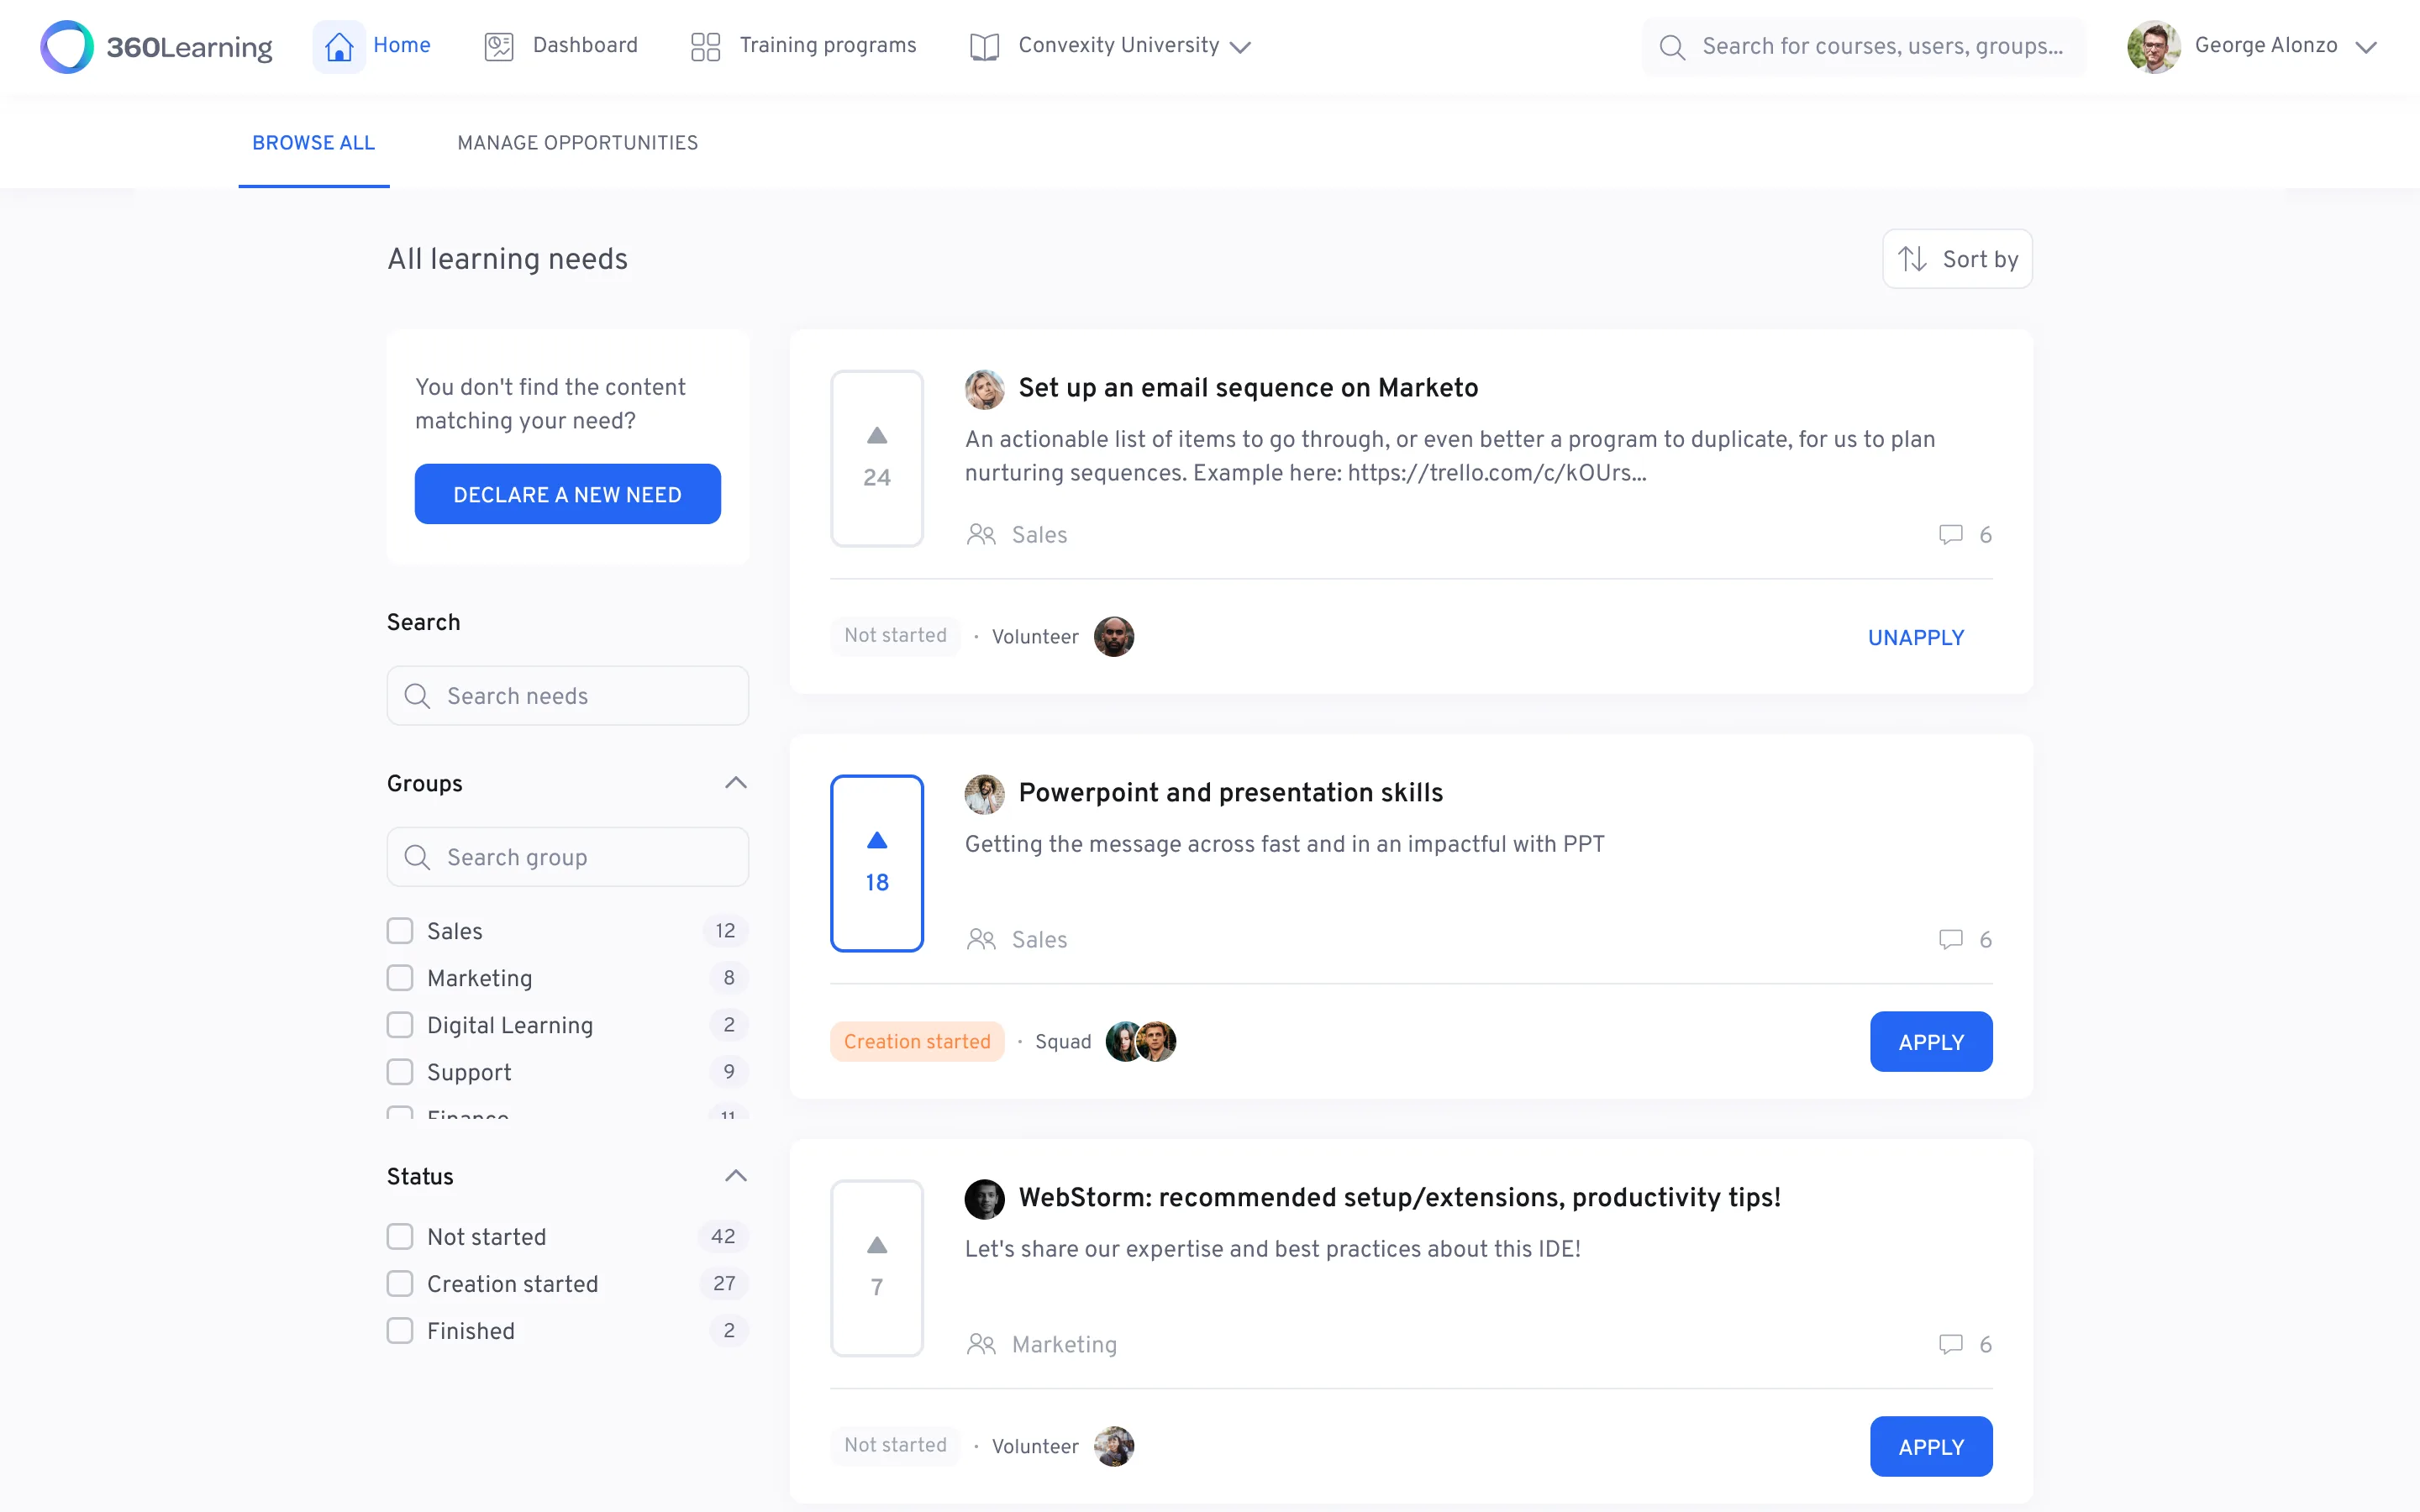 360Learning
Home
Dashboard
Training programs
Convexity University
Search for courses, users, groups...
George Alonzo
BROWSE ALL
MANAGE OPPORTUNITIES
All learning needs
Sort by
You don't find the content
matching your need?
DECLARE A NEW NEED
Search
Search needs
Groups
Search group
Sales 12
Marketing 8
Digital Learning 2
Support 9
Finance 11
Status
Not started 42
Creation started 27
Finished 2
Set up an email sequence on Marketo
An actionable list of items to go through, or even better a program to duplicate, for us to plan
nurturing sequences. Example here: https://trello.com/c/kOUrs...
24
Sales
6
Not started · Volunteer
UNAPPLY
Powerpoint and presentation skills
Getting the message across fast and in an impactful with PPT
18
Sales
6
Creation started · Squad
APPLY
WebStorm: recommended setup/extensions, productivity tips!
Let's share our expertise and best practices about this IDE!
7
Marketing
6
Not started · Volunteer
APPLY